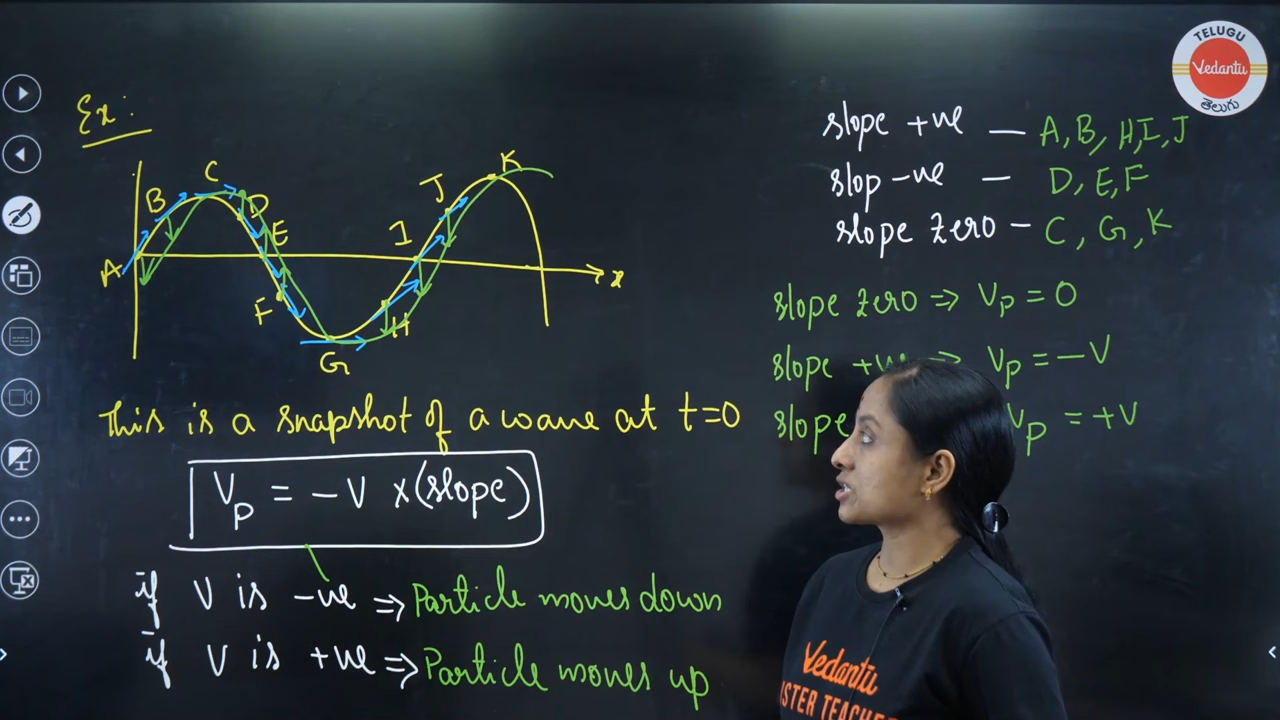 Ex:
A
B
C
D
E
F
G
H
I
J
K
x
This is a snapshot of a wave at t=0
Vp = -V x(slope)
if V is -ve => Particle moves down
if V is +ve => Particle moves up
slope +ve — A, B, H, I, J
slop -ve — D, E, F
slope zero - C, G, K
slope zero => Vp = 0
slope +ve => Vp = -V
slope Vp = +V
TELUGU
Vedantu
తెలుగు
Vedantu